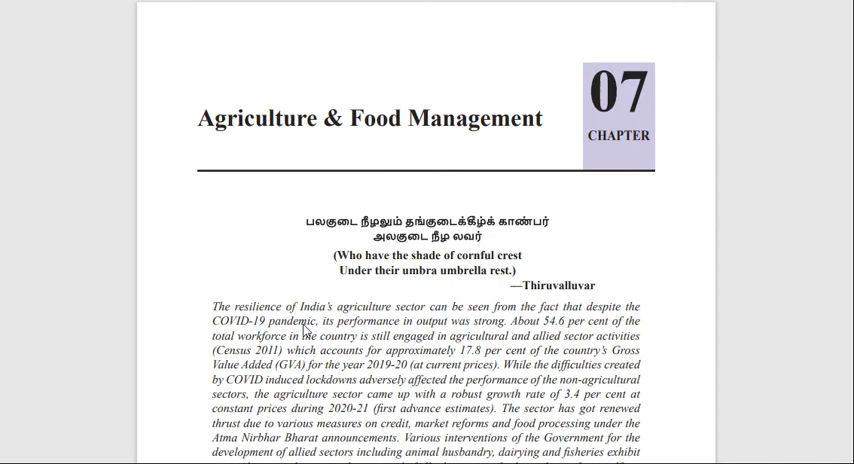 07
Agriculture & Food Management
CHAPTER
பலகுடை நீழலும் தங்குடைக்கீழ்க் காண்பர்
அலகுடை நீழ லவர்
(Who have the shade of cornful crest
Under their umbra umbrella rest.)
—Thiruvalluvar
The resilience of India's agriculture sector can be seen from the fact that despite the
COVID-19 pandemic, its performance in output was strong. About 54.6 per cent of the
total workforce in the country is still engaged in agricultural and allied sector activities
(Census 2011) which accounts for approximately 17.8 per cent of the country's Gross
Value Added (GVA) for the year 2019-20 (at current prices). While the difficulties created
by COVID induced lockdowns adversely affected the performance of the non-agricultural
sectors, the agriculture sector came up with a robust growth rate of 3.4 per cent at
constant prices during 2020-21 (first advance estimates). The sector has got renewed
thrust due to various measures on credit, market reforms and food processing under the
Atma Nirbhar Bharat announcements. Various interventions of the Government for the
development of allied sectors including animal husbandry, dairying and fisheries exhibit